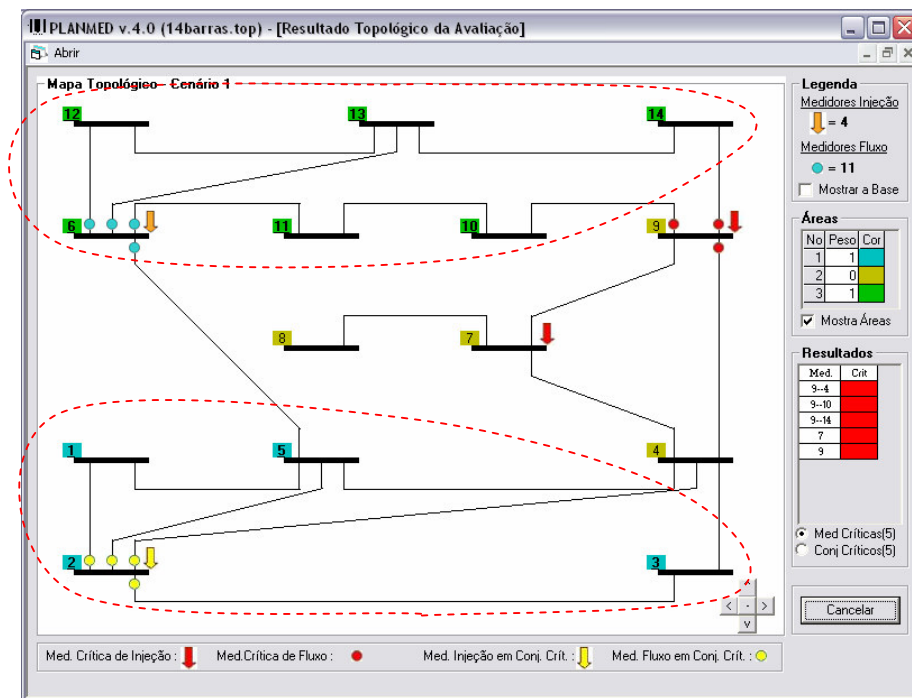 PLANMED v.4.0 (14barras.top) - [Resultado Topológico da Avaliação]
Abrir
Mapa Topológico - Cenário 1
12
13
14
6
11
10
9
8
7
1
5
4
2
3
Legenda
Medidores Injeção
= 4
Medidores Fluxo
= 11
Mostrar a Base
Áreas
No Peso Cor
1 1
2 0
3 1
Mostra Áreas
Resultados
Med. Crit
9--4
9--10
9--14
7
9
Med Críticas(5)
Conj Críticos(5)
Cancelar
< . > v
Med. Crítica de Injeção : Med.Crítica de Fluxo : Med. Injeção em Conj. Crít. : Med. Fluxo em Conj. Crít. :